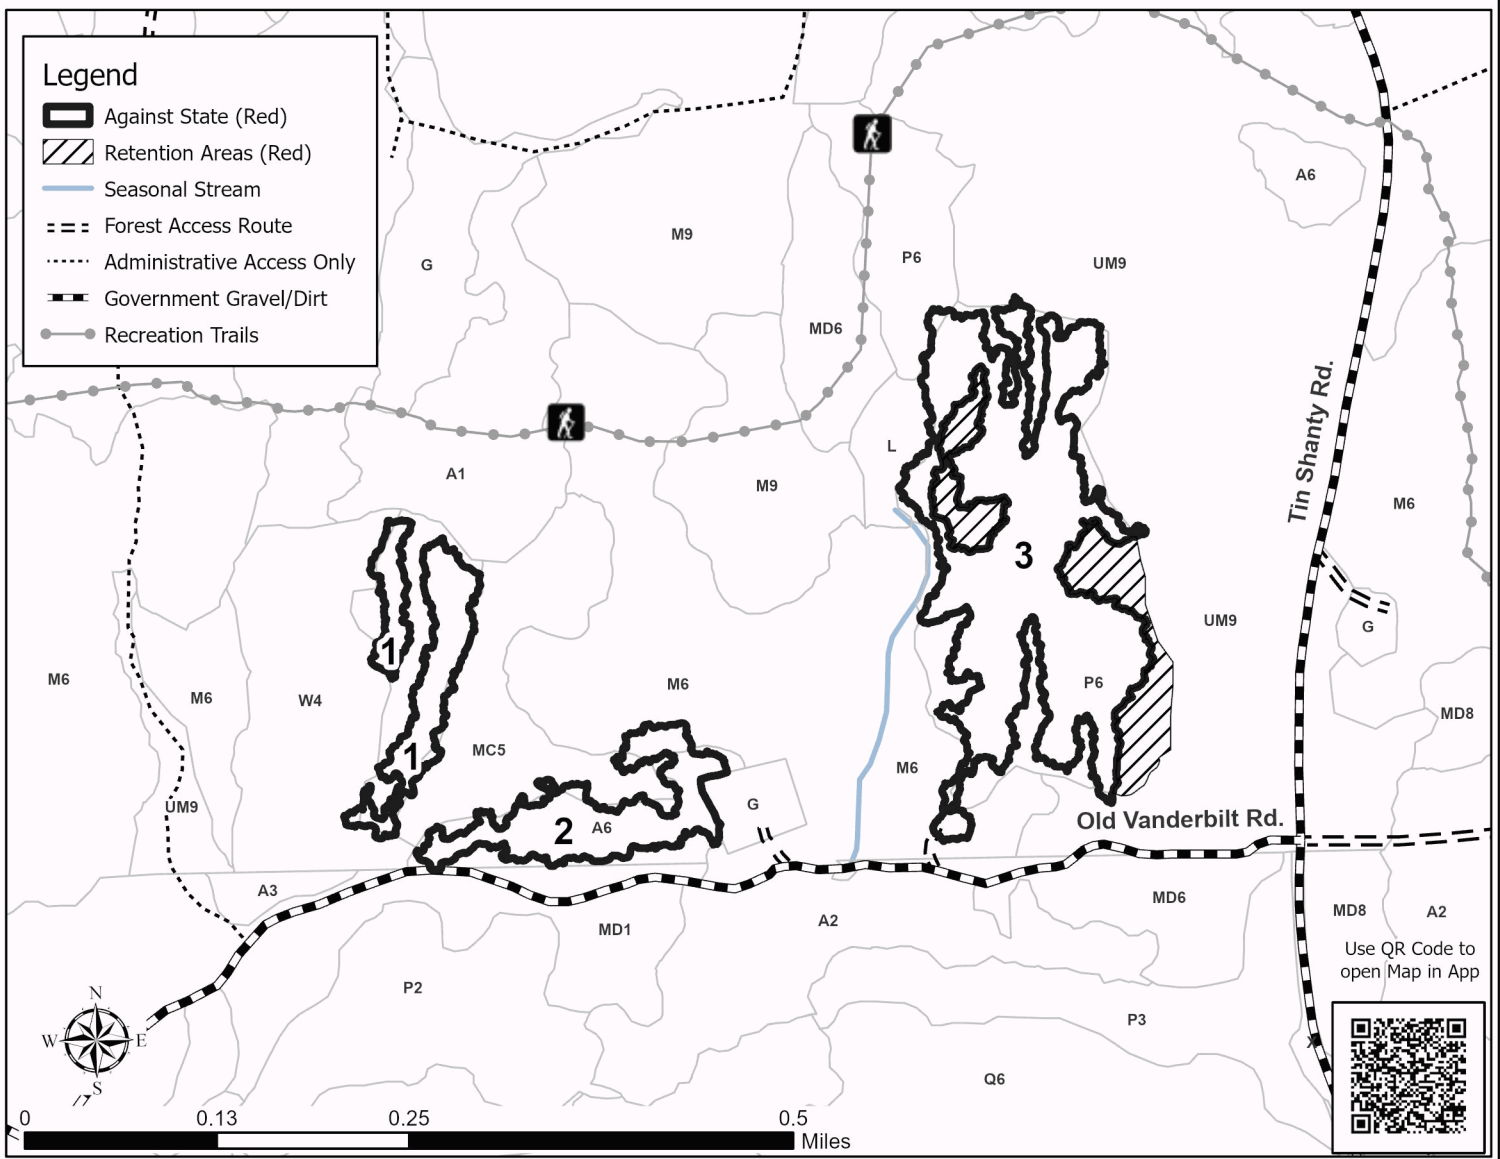 Legend
Against State (Red)
Retention Areas (Red)
Seasonal Stream
Forest Access Route
Administrative Access Only
Government Gravel/Dirt
Recreation Trails
A6
M9
P6
G
UM9
MD6
Tin Shanty Rd.
L
A1
M9
M6
3
UM9
G
1
M6
M6
W4
M6
P6
MD8
1
MC5
M6
UM9
G
2
A6
Old Vanderbilt Rd.
A3
MD6
MD8
A2
A2
MD1
Use QR Code to
open Map in App
P2
P3
Q6
N
W
E
S
X
0
0.13
0.25
0.5
Miles